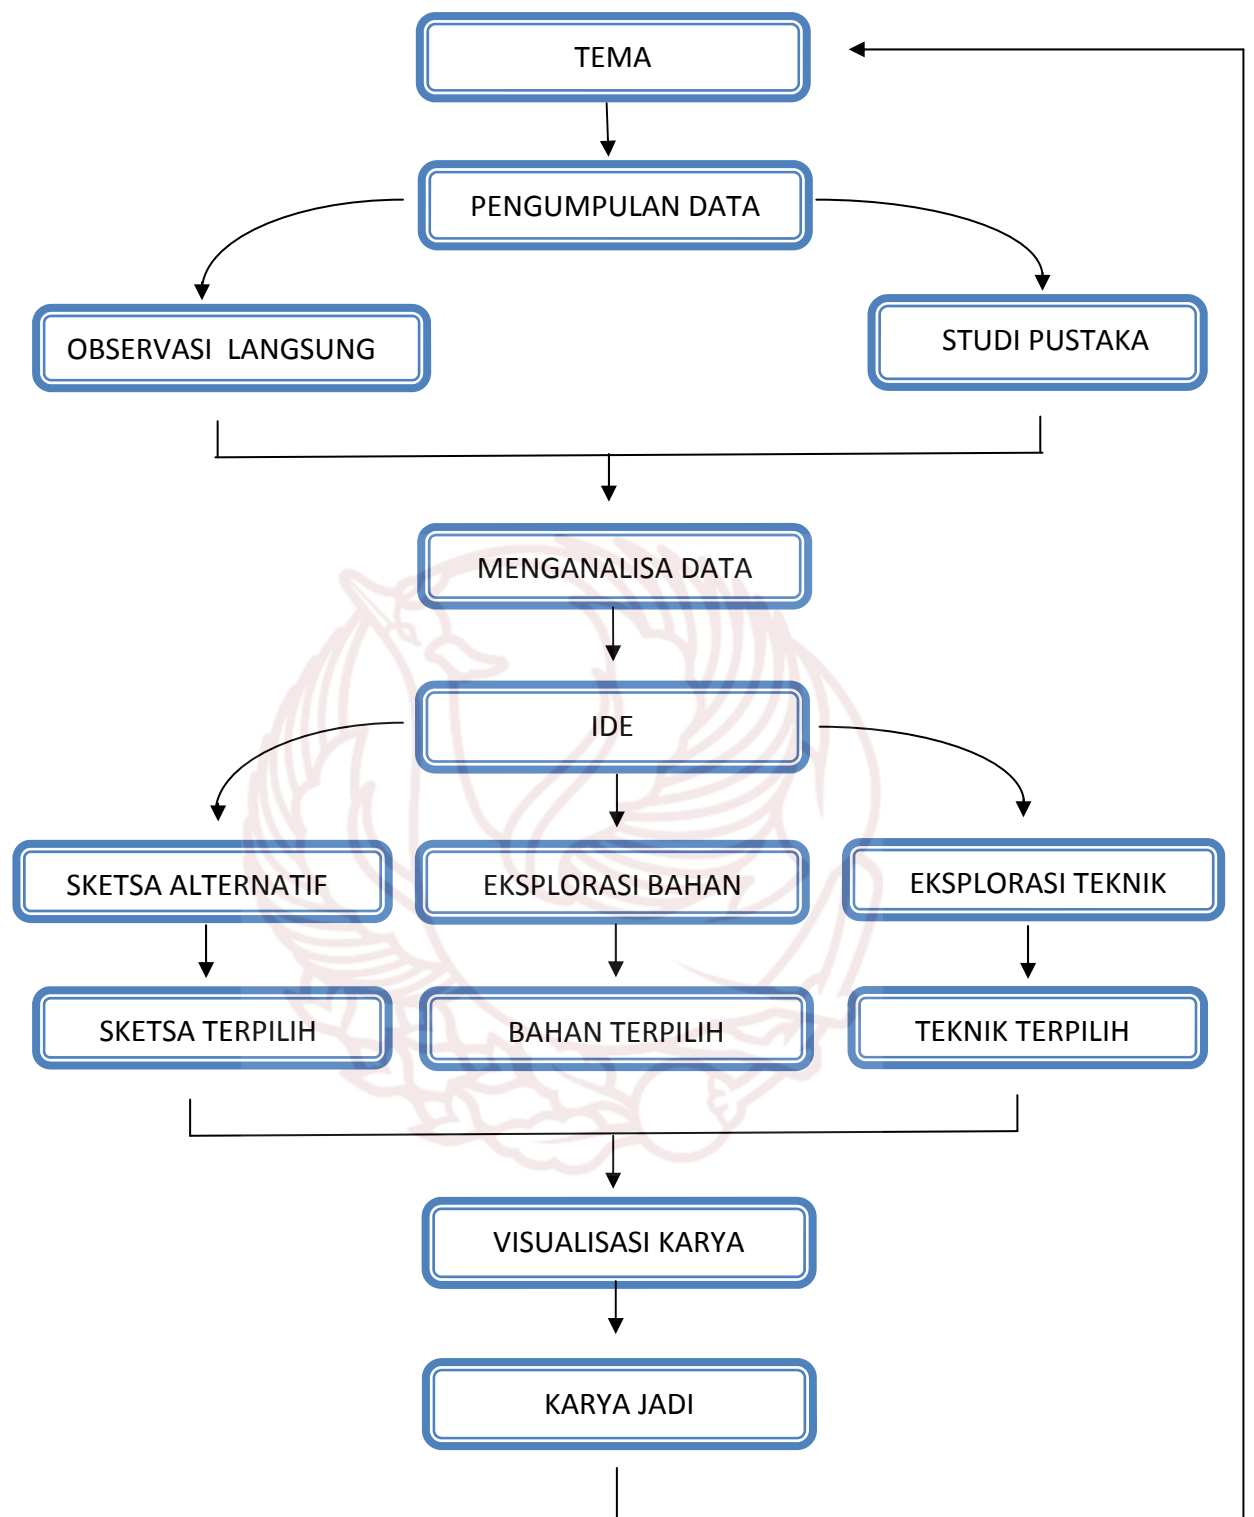 TEMA
PENGUMPULAN DATA
OBSERVASI LANGSUNG
STUDI PUSTAKA
MENGANALISA DATA
IDE
SKETSA ALTERNATIF
EKSPLORASI BAHAN
EKSPLORASI TEKNIK
SKETSA TERPILIH
BAHAN TERPILIH
TEKNIK TERPILIH
VISUALISASI KARYA
KARYA JADI